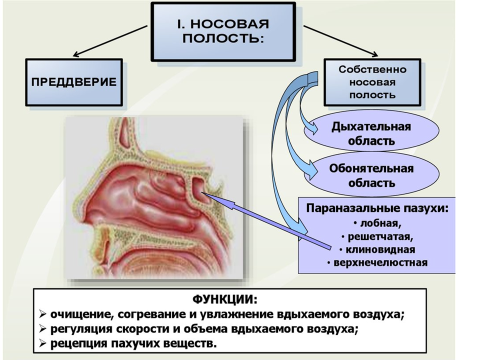 I. НОСОВАЯ
ПОЛОСТЬ:
ПРЕДДВЕРИЕ
Собственно
носовая
полость
Дыхательная
область
Обонятельная
область
Параназальные пазухи:
• лобная,
• решетчатая,
• клиновидная
• верхнечелюстная
ФУНКЦИИ:
➢ очищение, согревание и увлажнение вдыхаемого воздуха;
➢ регуляция скорости и объема вдыхаемого воздуха;
➢ рецепция пахучих веществ.